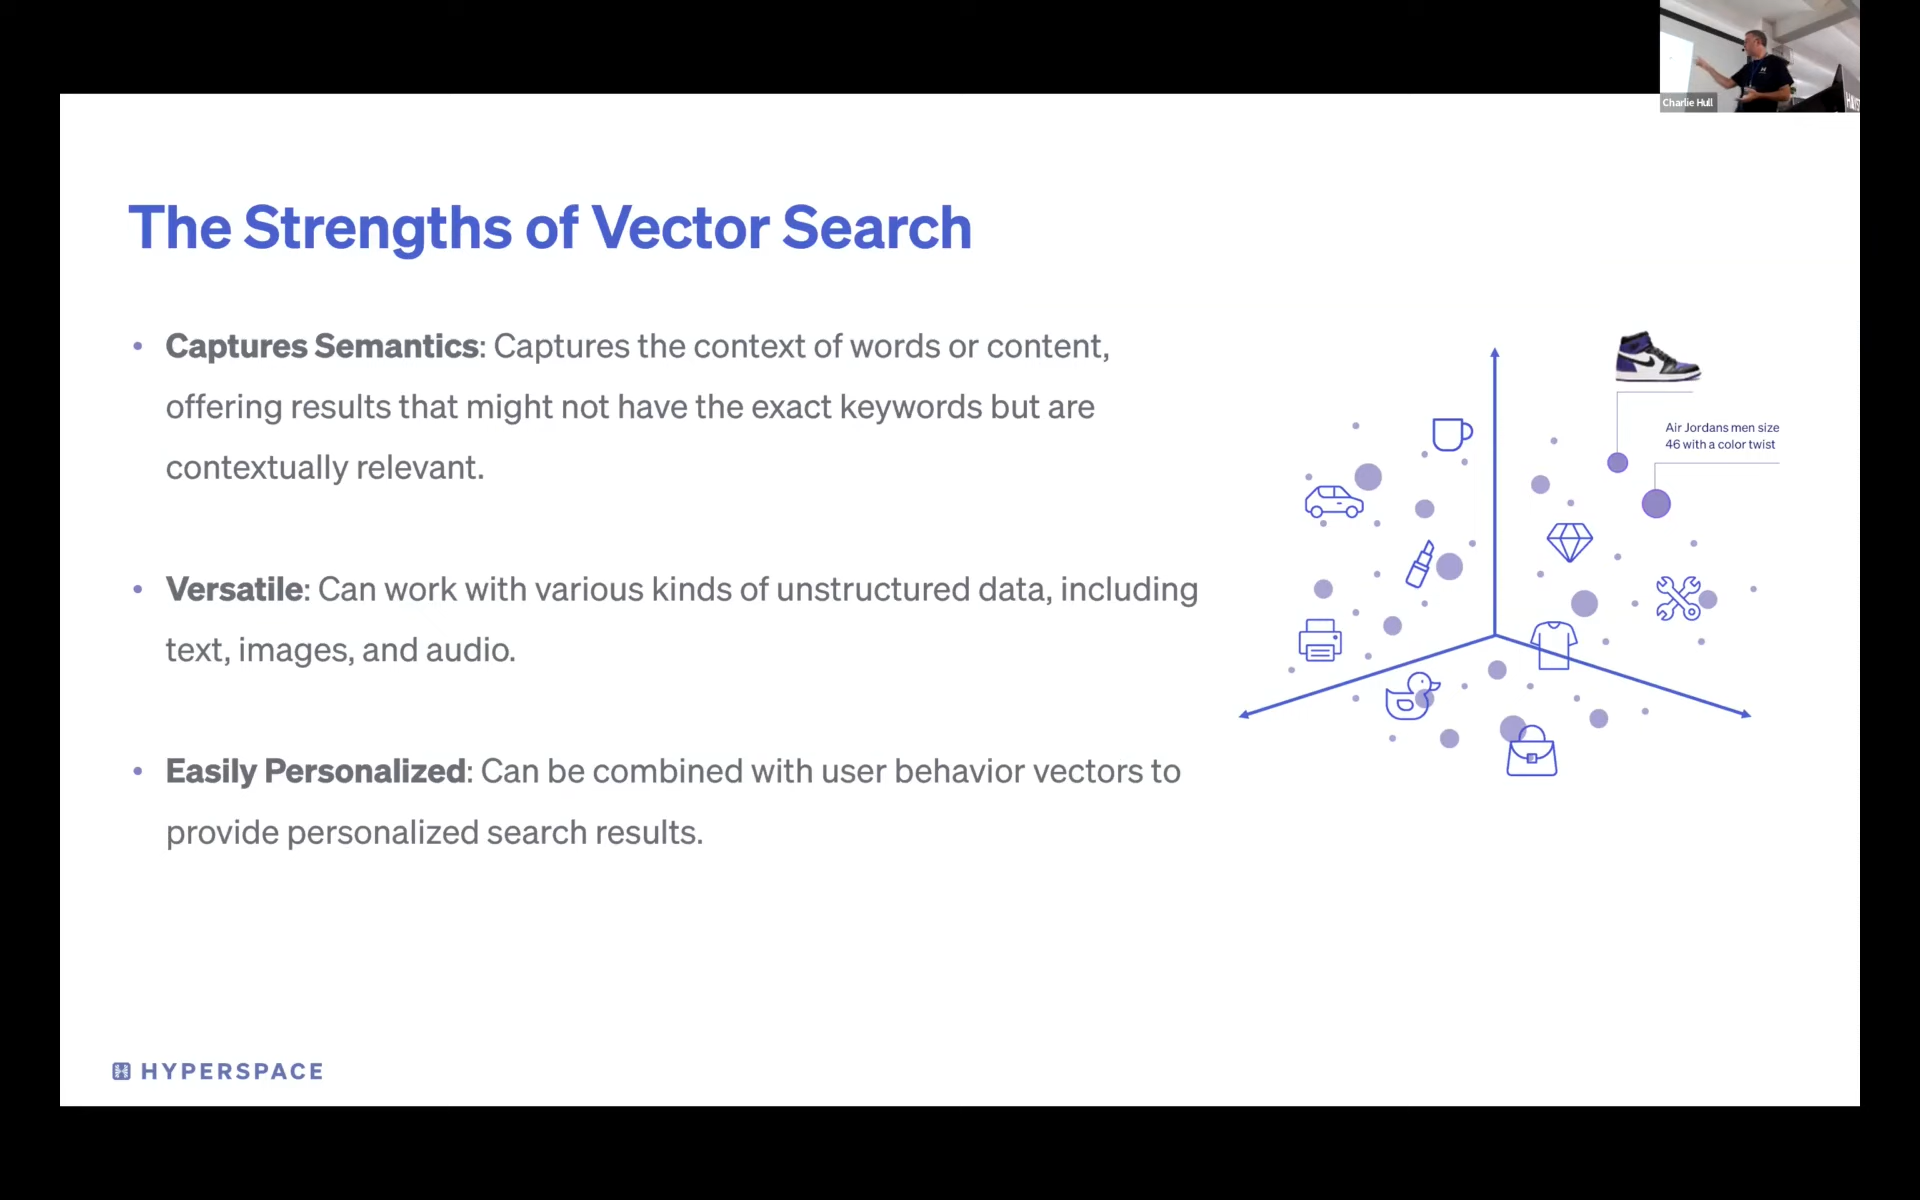 Charlie Hull
The Strengths of Vector Search
• Captures Semantics: Captures the context of words or content,
offering results that might not have the exact keywords but are
contextually relevant.
• Versatile: Can work with various kinds of unstructured data, including
text, images, and audio.
• Easily Personalized: Can be combined with user behavior vectors to
provide personalized search results.
Air Jordans men size
46 with a color twist
HYPERSPACE